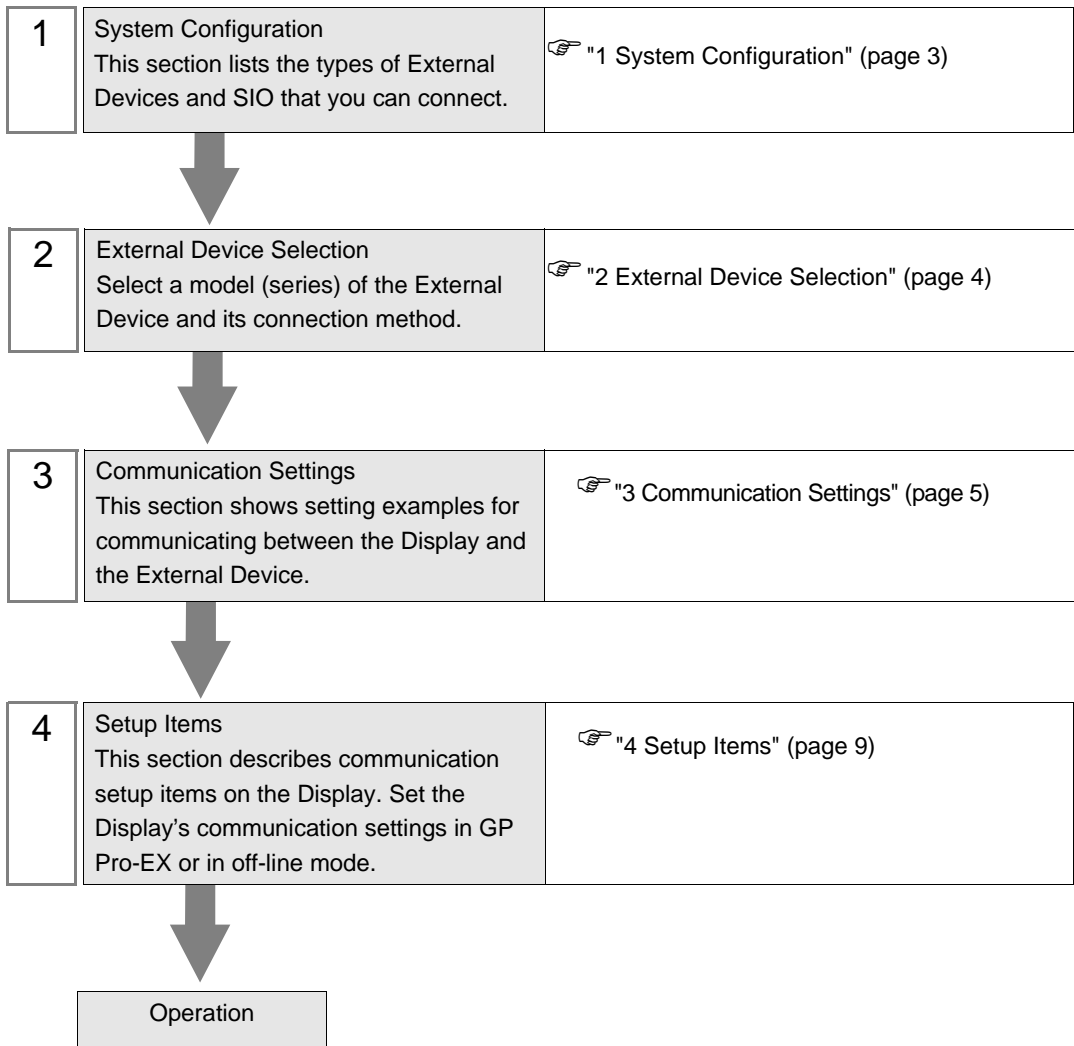 1
System Configuration
This section lists the types of External
Devices and SIO that you can connect.
☞ "1 System Configuration" (page 3)
2
External Device Selection
Select a model (series) of the External
Device and its connection method.
☞ "2 External Device Selection" (page 4)
3
Communication Settings
This section shows setting examples for
communicating between the Display and
the External Device.
☞ "3 Communication Settings" (page 5)
4
Setup Items
This section describes communication
setup items on the Display. Set the
Display's communication settings in GP
Pro-EX or in off-line mode.
☞ "4 Setup Items" (page 9)
Operation